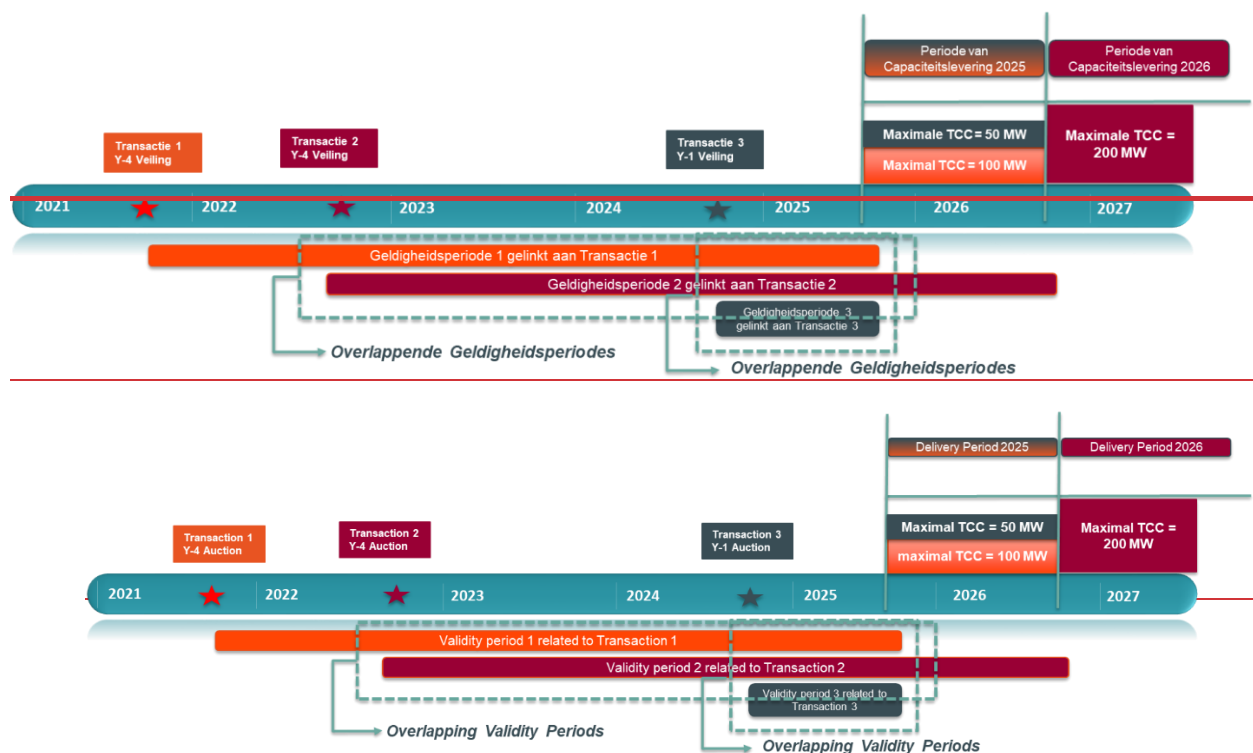 Periode van
Capaciteitslevering 2025
Periode van
Capaciteitslevering 2026
Transactie 1
Y-4 Veiling
Transactie 2
Y-4 Veiling
Transactie 3
Y-1 Veiling
Maximale TCC = 50 MW
Maximal TCC = 100 MW
Maximale TCC =
200 MW
2021
2022
2023
2024
2025
2026
2027
Geldigheidsperiode 1 gelinkt aan Transactie 1
Geldigheidsperiode 2 gelinkt aan Transactie 2
Geldigheidsperiode 3
gelinkt aan Transactie 3
Overlappende Geldigheidsperiodes
Overlappende Geldigheidsperiodes
Delivery Period 2025
Delivery Period 2026
Transaction 1
Y-4 Auction
Transaction 2
Y-4 Auction
Transaction 3
Y-1 Auction
Maximal TCC = 50 MW
maximal TCC = 100 MW
Maximal TCC =
200 MW
2021
2022
2023
2024
2025
2026
2027
Validity period 1 related to Transaction 1
Validity period 2 related to Transaction 2
Validity period 3 related to
Transaction 3
Overlapping Validity Periods
Overlapping Validity Periods